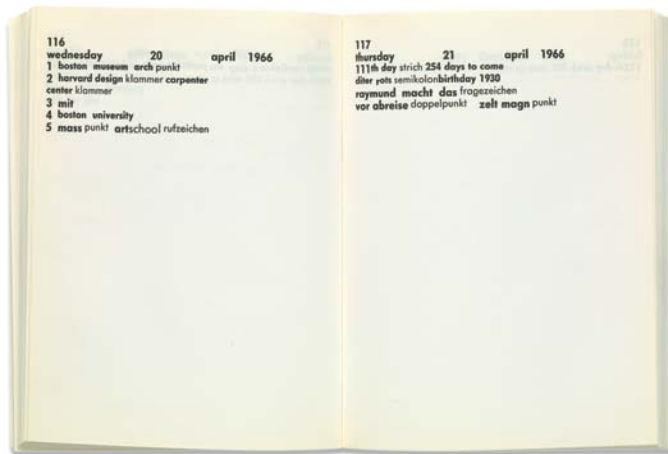 116
wednesday 20 april 1966
1 boston museum arch punkt
2 harvard design klammer carpenter
center klammer
3 mit
4 boston university
5 mass punkt artschool rufzeichen
117
thursday 21 april 1966
111th day strich 254 days to come
diter rots semikolonbirthday 1930
raymund macht das fragezeichen
vor abreise doppelpunkt zelt magn punkt